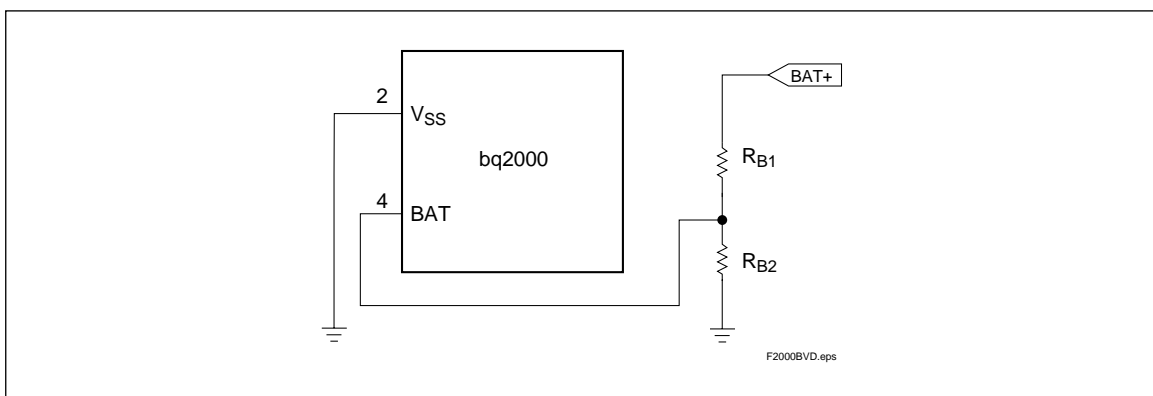 BAT+
2
VSS
RB1
bq2000
4
BAT
RB2
F2000BVD.eps